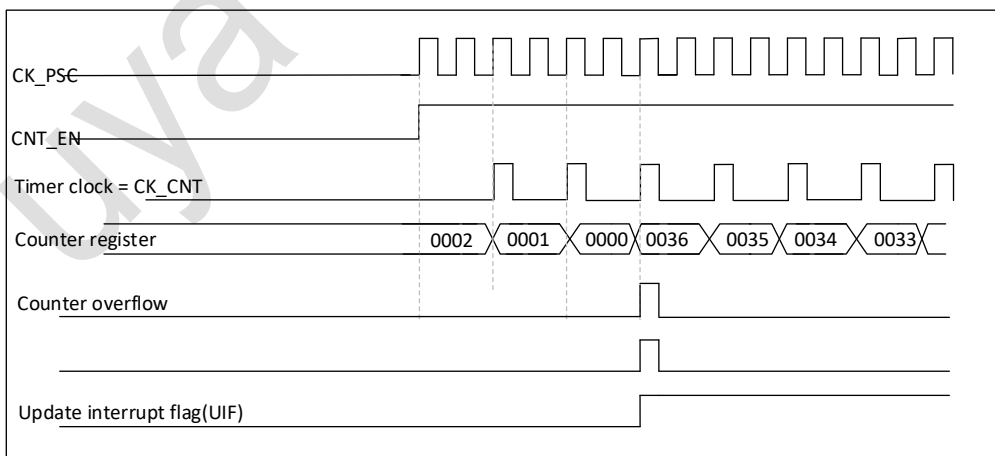 CK_PSC
CNT_EN
Timer clock = CK_CNT
Counter register 0002 0001 0000 0036 0035 0034 0033
Counter overflow
Update interrupt flag(UIF)
uya